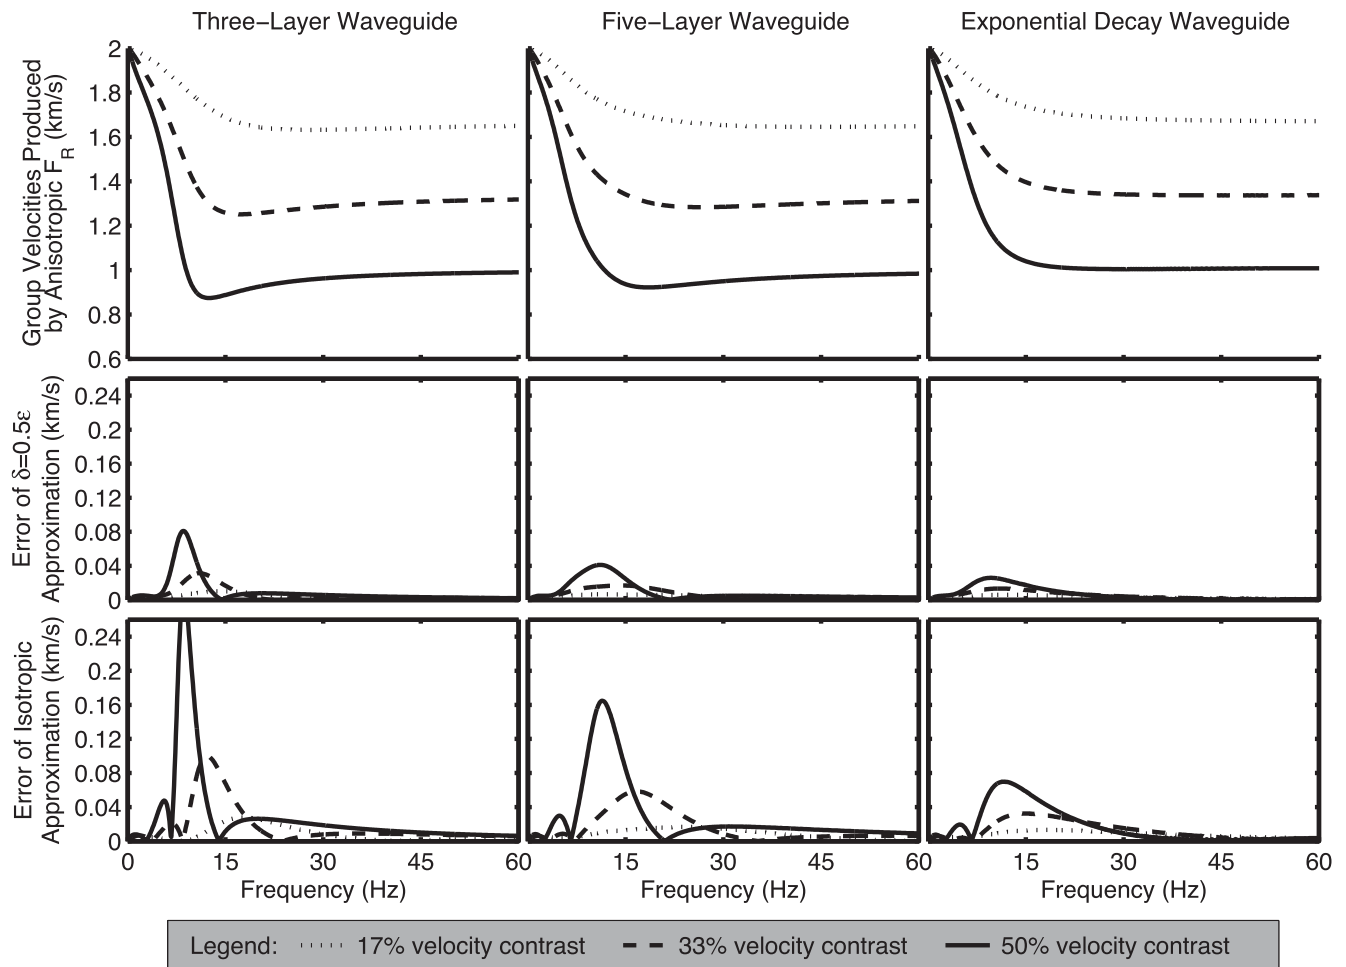 Three−Layer Waveguide
Five−Layer Waveguide
Exponential Decay Waveguide
Group Velocities Produced
by Anisotropic F_R (km/s)
2
1.8
1.6
1.4
1.2
1
0.8
0.6
Error of δ=0.5ε
Approximation (km/s)
0.24
0.2
0.16
0.12
0.08
0.04
0
Error of Isotropic
Approximation (km/s)
0.24
0.2
0.16
0.12
0.08
0.04
0
0 15 30 45 60
0 15 30 45 60
0 15 30 45 60
Frequency (Hz)
Frequency (Hz)
Frequency (Hz)
Legend: 17% velocity contrast 33% velocity contrast 50% velocity contrast